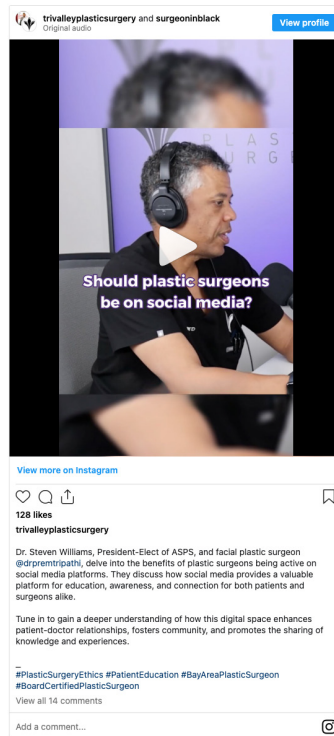 trivalleyplasticsurgery and surgeoninblack
Original audio
View profile
PLAS
URG
Should plastic surgeons
be on social media?
View more on Instagram
128 likes
trivalleyplasticsurgery
Dr. Steven Williams, President-Elect of ASPS, and facial plastic surgeon
@drpremtripathi, delve into the benefits of plastic surgeons being active on
social media platforms. They discuss how social media provides a valuable
platform for education, awareness, and connection for both patients and
surgeons alike.
Tune in to gain a deeper understanding of how this digital space enhances
patient-doctor relationships, fosters community, and promotes the sharing of
knowledge and experiences.
_
#PlasticSurgeryEthics #PatientEducation #BayAreaPlasticSurgeon
#BoardCertifiedPlasticSurgeon
View all 14 comments
Add a comment...